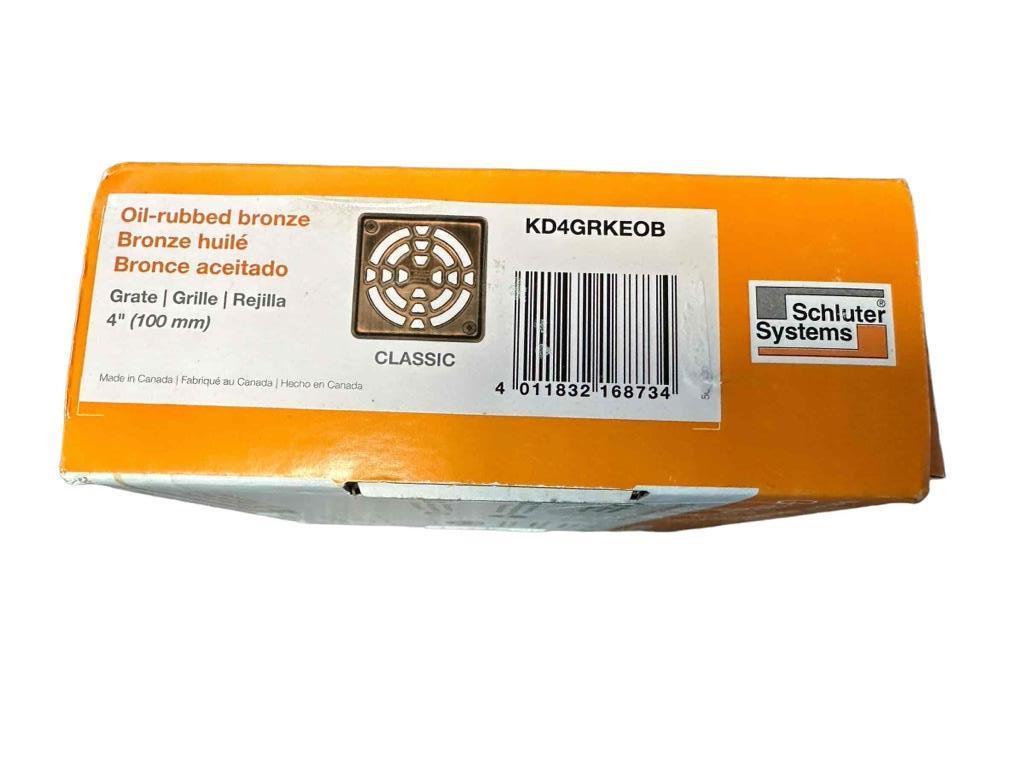 Oil-rubbed bronze
Bronze huilé
Bronce aceitado
Grate | Grille | Rejilla
4" (100 mm)
Made in Canada | Fabriqué au Canada | Hecho en Canada
CLASSIC
KD4GRKEOB
4 011832 168734
Schluter®
Systems